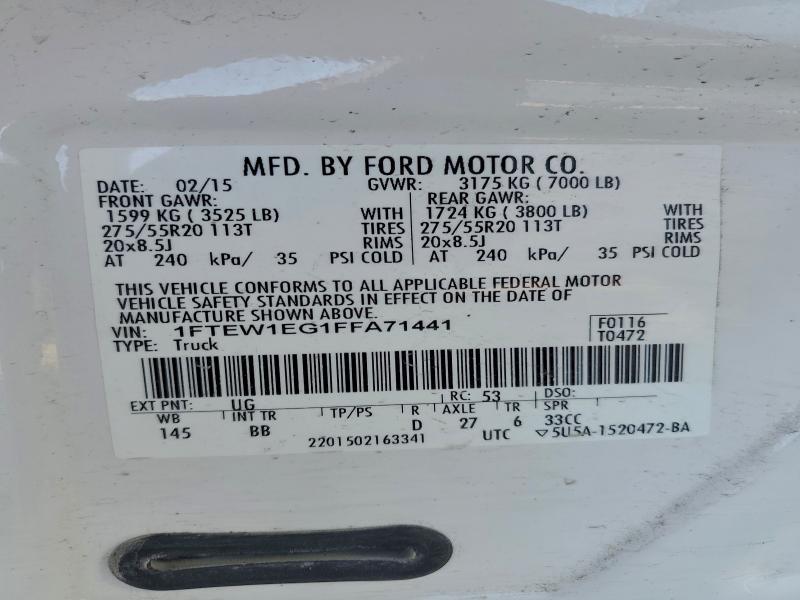 MFD. BY FORD MOTOR CO.
DATE: 02/15 GVWR: 3175 KG ( 7000 LB)
FRONT GAWR: REAR GAWR:
1599 KG ( 3525 LB) WITH 1724 KG ( 3800 LB) WITH
275/55R20 113T TIRES 275/55R20 113T TIRES
20x8.5J RIMS 20x8.5J RIMS
AT 240 kPa/ 35 PSI COLD AT 240 kPa/ 35 PSI COLD
THIS VEHICLE CONFORMS TO ALL APPLICABLE FEDERAL MOTOR
VEHICLE SAFETY STANDARDS IN EFFECT ON THE DATE OF
MANUFACTURE SHOWN ABOVE.
VIN: 1FTEW1EG1FFA71441 F0116
TYPE: Truck T0472
EXT PNT: UG RC: 53 DSO:
WB INT TR TP/PS R AXLE TR SPR
145 BB D 27 6 33CC
2201502163341 UTC ▽5U5A-1520472-BA